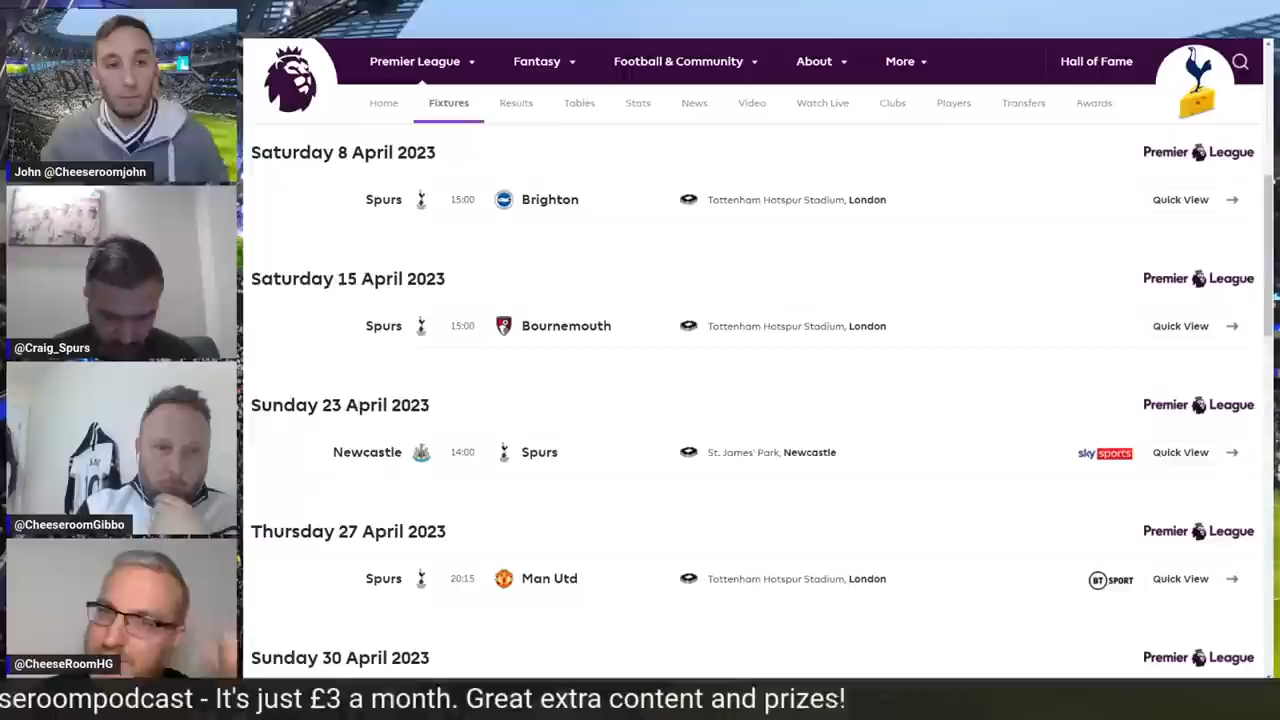 John @Cheeseroomjohn
@Craig_Spurs
@CheeseroomGibbo
@CheeseRoomHG
Premier League Fantasy Football & Community About More Hall of Fame
Home Fixtures Results Tables Stats News Video Watch Live Clubs Players Transfers Awards
Saturday 8 April 2023 Premier League
Spurs 15:00 Brighton Tottenham Hotspur Stadium, London Quick View
Saturday 15 April 2023 Premier League
Spurs 15:00 Bournemouth Tottenham Hotspur Stadium, London Quick View
Sunday 23 April 2023 Premier League
Newcastle 14:00 Spurs St. James' Park, Newcastle sky sports Quick View
Thursday 27 April 2023 Premier League
Spurs 20:15 Man Utd Tottenham Hotspur Stadium, London BT SPORT Quick View
Sunday 30 April 2023 Premier League
seroompodcast - It's just £3 a month. Great extra content and prizes!